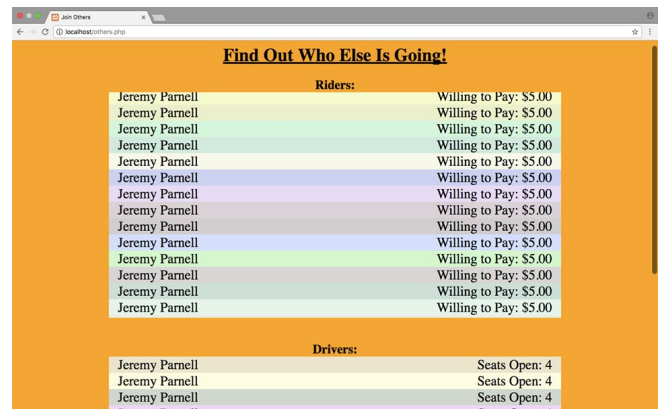 Join Others
localhost/others.php
Find Out Who Else Is Going!
Riders:
Jeremy Parnell Willing to Pay: $5.00
Jeremy Parnell Willing to Pay: $5.00
Jeremy Parnell Willing to Pay: $5.00
Jeremy Parnell Willing to Pay: $5.00
Jeremy Parnell Willing to Pay: $5.00
Jeremy Parnell Willing to Pay: $5.00
Jeremy Parnell Willing to Pay: $5.00
Jeremy Parnell Willing to Pay: $5.00
Jeremy Parnell Willing to Pay: $5.00
Jeremy Parnell Willing to Pay: $5.00
Jeremy Parnell Willing to Pay: $5.00
Jeremy Parnell Willing to Pay: $5.00
Jeremy Parnell Willing to Pay: $5.00
Jeremy Parnell Willing to Pay: $5.00
Drivers:
Jeremy Parnell Seats Open: 4
Jeremy Parnell Seats Open: 4
Jeremy Parnell Seats Open: 4